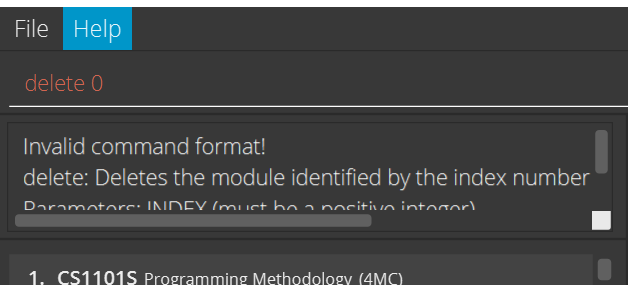 File Help
delete 0
Invalid command format!
delete: Deletes the module identified by the index number
Parameters: INDEX (must be a positive integer)
1. CS1101S Programming Methodology (4MC)